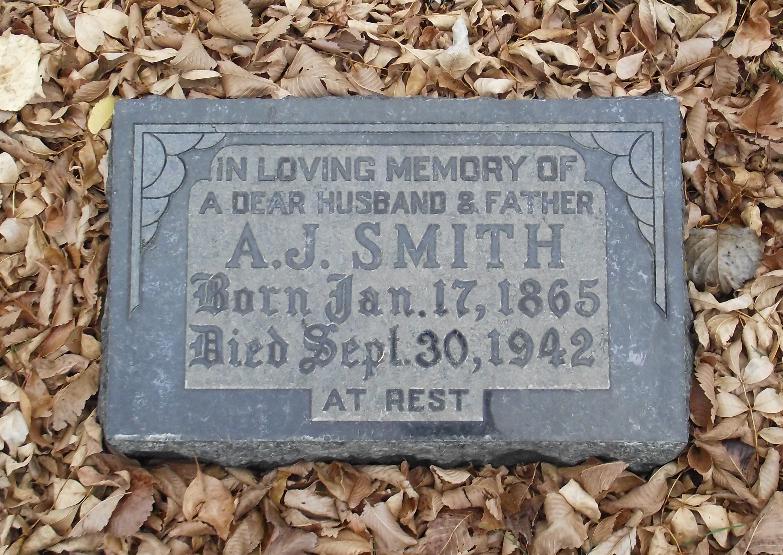 IN LOVING MEMORY OF
A DEAR HUSBAND & FATHER
A.J. SMITH
Born Jan. 17, 1865
Died Sept. 30, 1942
AT REST